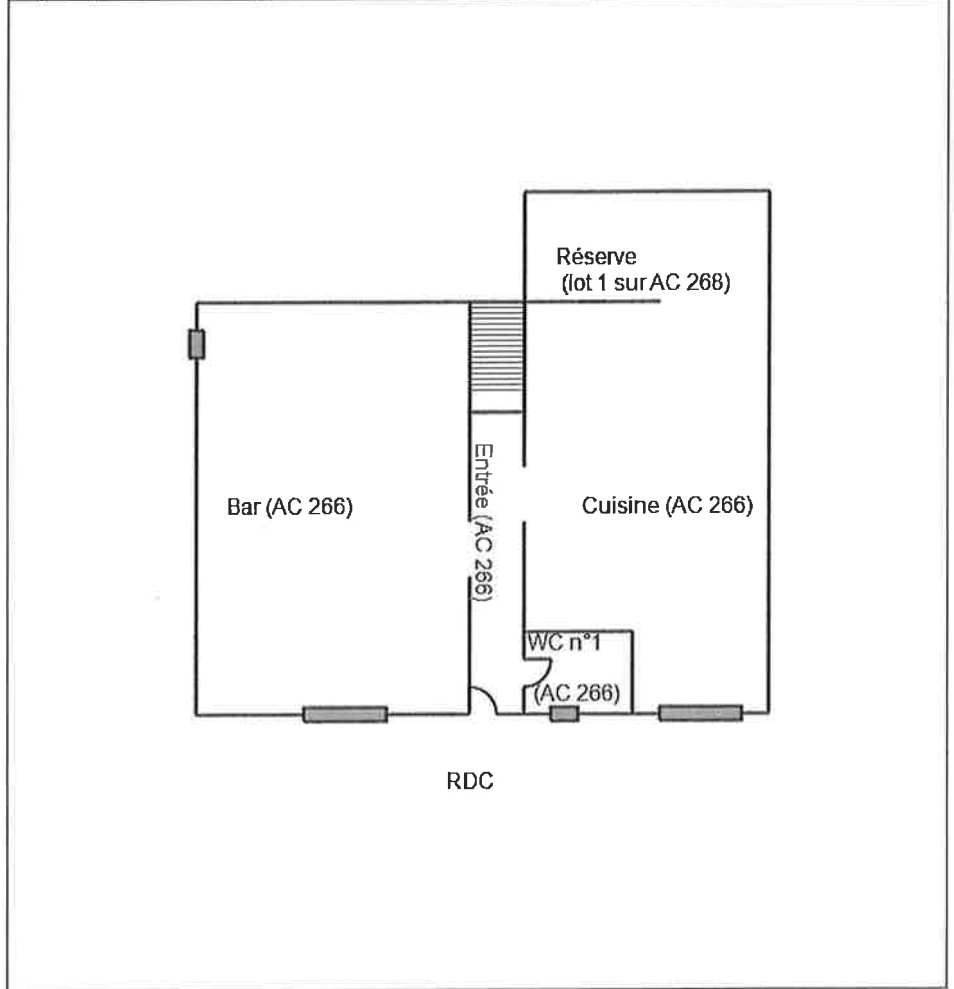 Réserve
(lot 1 sur AC 268)
Bar (AC 266)
Entrée (AC 266)
Cuisine (AC 266)
WC n°1
(AC 266)
RDC